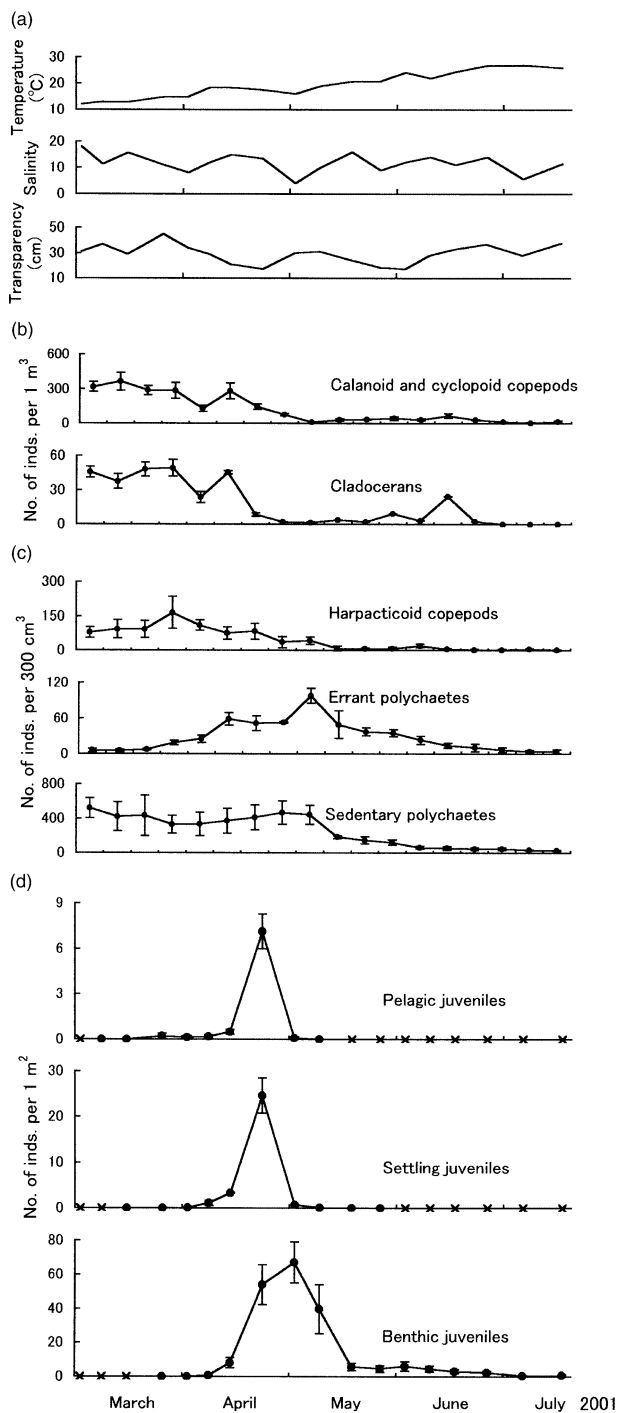 (a)
Temperature
(°C)
30
20
10
Salinity
20
10
0
Transparency
(cm)
50
30
10
(b)
No. of inds. per 1 m³
600
300
0
Calanoid and cyclopoid copepods
60
30
0
Cladocerans
(c)
No. of inds. per 300 cm³
300
150
0
Harpacticoid copepods
120
60
0
Errant polychaetes
800
400
0
Sedentary polychaetes
(d)
No. of inds. per 1 m²
9
6
3
0
Pelagic juveniles
30
20
10
0
Settling juveniles
80
60
40
20
0
Benthic juveniles
March April May June July 2001